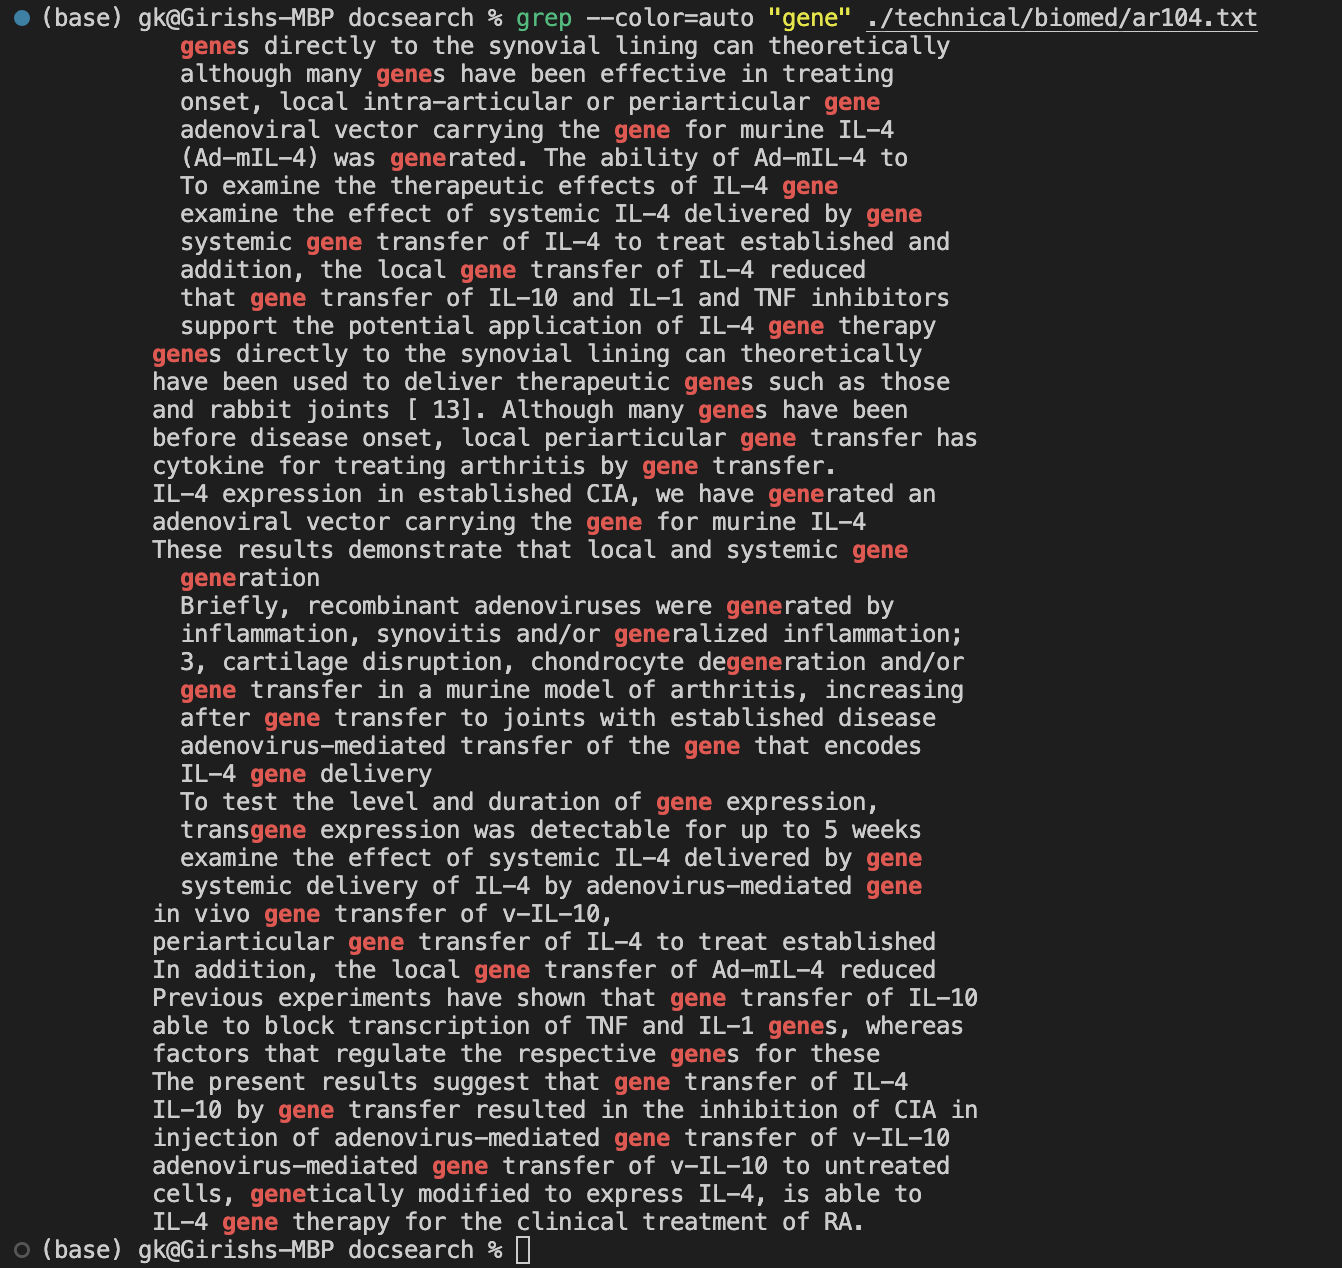 (base) gk@Girishs-MBP docsearch % grep --color=auto "gene" ./technical/biomed/ar104.txt
genes directly to the synovial lining can theoretically
although many genes have been effective in treating
onset, local intra-articular or periarticular gene
adenoviral vector carrying the gene for murine IL-4
(Ad-mIL-4) was generated. The ability of Ad-mIL-4 to
To examine the therapeutic effects of IL-4 gene
examine the effect of systemic IL-4 delivered by gene
systemic gene transfer of IL-4 to treat established and
addition, the local gene transfer of IL-4 reduced
that gene transfer of IL-10 and IL-1 and TNF inhibitors
support the potential application of IL-4 gene therapy
genes directly to the synovial lining can theoretically
have been used to deliver therapeutic genes such as those
and rabbit joints [ 13]. Although many genes have been
before disease onset, local periarticular gene transfer has
cytokine for treating arthritis by gene transfer.
IL-4 expression in established CIA, we have generated an
adenoviral vector carrying the gene for murine IL-4
These results demonstrate that local and systemic gene
generation
Briefly, recombinant adenoviruses were generated by
inflammation, synovitis and/or generalized inflammation;
3, cartilage disruption, chondrocyte degeneration and/or
gene transfer in a murine model of arthritis, increasing
after gene transfer to joints with established disease
adenovirus-mediated transfer of the gene that encodes
IL-4 gene delivery
To test the level and duration of gene expression,
transgene expression was detectable for up to 5 weeks
examine the effect of systemic IL-4 delivered by gene
systemic delivery of IL-4 by adenovirus-mediated gene
in vivo gene transfer of v-IL-10,
periarticular gene transfer of IL-4 to treat established
In addition, the local gene transfer of Ad-mIL-4 reduced
Previous experiments have shown that gene transfer of IL-10
able to block transcription of TNF and IL-1 genes, whereas
factors that regulate the respective genes for these
The present results suggest that gene transfer of IL-4
IL-10 by gene transfer resulted in the inhibition of CIA in
injection of adenovirus-mediated gene transfer of v-IL-10
adenovirus-mediated gene transfer of v-IL-10 to untreated
cells, genetically modified to express IL-4, is able to
IL-4 gene therapy for the clinical treatment of RA.
(base) gk@Girishs-MBP docsearch %